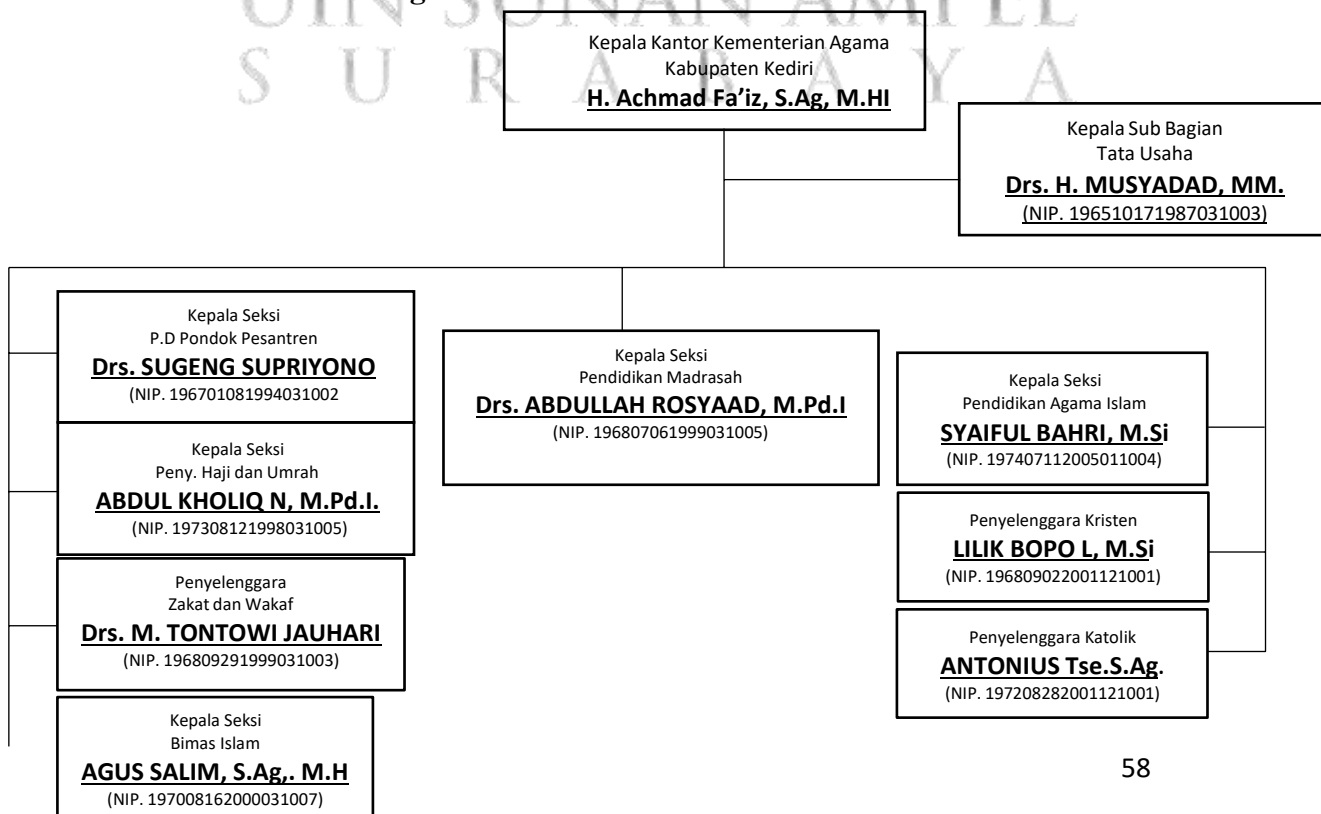 UIN SUNAN AMPEL
SURABAYA
Kepala Kantor Kementerian Agama
Kabupaten Kediri
H. Achmad Fa’iz, S.Ag, M.HI
Kepala Sub Bagian
Tata Usaha
Drs. H. MUSYADAD, MM.
(NIP. 196510171987031003)
Kepala Seksi
P.D Pondok Pesantren
Drs. SUGENG SUPRIYONO
(NIP. 196701081994031002
Kepala Seksi
Peny. Haji dan Umrah
ABDUL KHOLIQ N, M.Pd.I.
(NIP. 197308121998031005)
Penyelenggara
Zakat dan Wakaf
Drs. M. TONTOWI JAUHARI
(NIP. 196809291999031003)
Kepala Seksi
Bimas Islam
AGUS SALIM, S.Ag,. M.H
(NIP. 197008162000031007)
Kepala Seksi
Pendidikan Madrasah
Drs. ABDULLAH ROSYAAD, M.Pd.I
(NIP. 196807061999031005)
Kepala Seksi
Pendidikan Agama Islam
SYAIFUL BAHRI, M.Si
(NIP. 197407112005011004)
Penyelenggara Kristen
LILIK BOPO L, M.Si
(NIP. 196809022001121001)
Penyelenggara Katolik
ANTONIUS Tse.S.Ag.
(NIP. 197208282001121001)
58